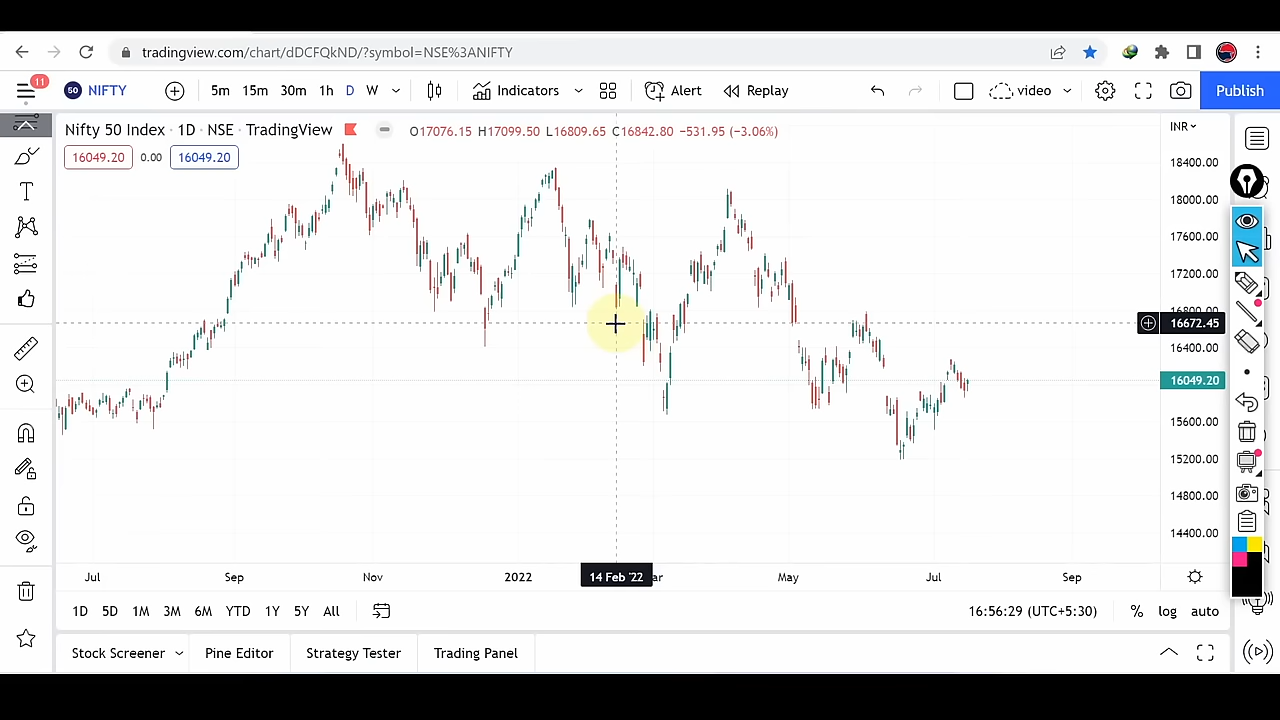 tradingview.com/chart/dDCFQkND/?symbol=NSE%3ANIFTY
11
50 NIFTY 5m 15m 30m 1h D W Indicators Alert Replay video Publish
Nifty 50 Index · 1D · NSE · TradingView O17076.15 H17099.50 L16809.65 C16842.80 −531.95 (−3.06%) INR
16049.20 0.00 16049.20
18400.00
18000.00
17600.00
17200.00
16800.00
16672.45
16400.00
16049.20
15600.00
15200.00
14800.00
14400.00
Jul Sep Nov 2022 14 Feb '22 ar May Jul Sep
1D 5D 1M 3M 6M YTD 1Y 5Y All 16:56:29 (UTC+5:30) % log auto
Stock Screener Pine Editor Strategy Tester Trading Panel